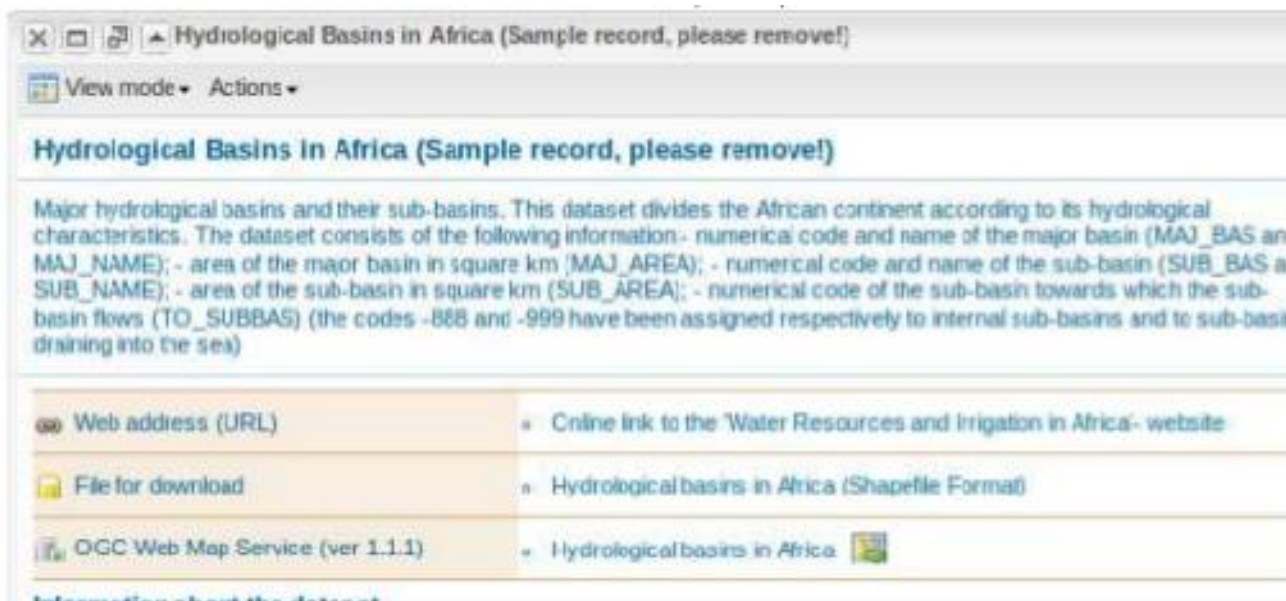 Hydrological Basins in Africa (Sample record, please remove!)
View mode Actions
Hydrological Basins in Africa (Sample record, please remove!)
Major hydrological basins and their sub-basins. This dataset divides the African continent according to its hydrological
characteristics. The dataset consists of the following information:- numerical code and name of the major basin (MAJ_BAS an
MAJ_NAME); - area of the major basin in square km (MAJ_AREA); - numerical code and name of the sub-basin (SUB_BAS a
SUB_NAME); - area of the sub-basin in square km (SUB_AREA); - numerical code of the sub-basin towards which the sub-
basin flows (TO_SUBBAS) (the codes -888 and -999 have been assigned respectively to internal sub-basins and to sub-basi
draining into the sea)
Web address (URL) Online link to the 'Water Resources and Irrigation in Africa'- website
File for download Hydrological basins in Africa (Shapefile Format)
OGC Web Map Service (ver 1.1.1) Hydrological basins in Africa
Information about the dataset